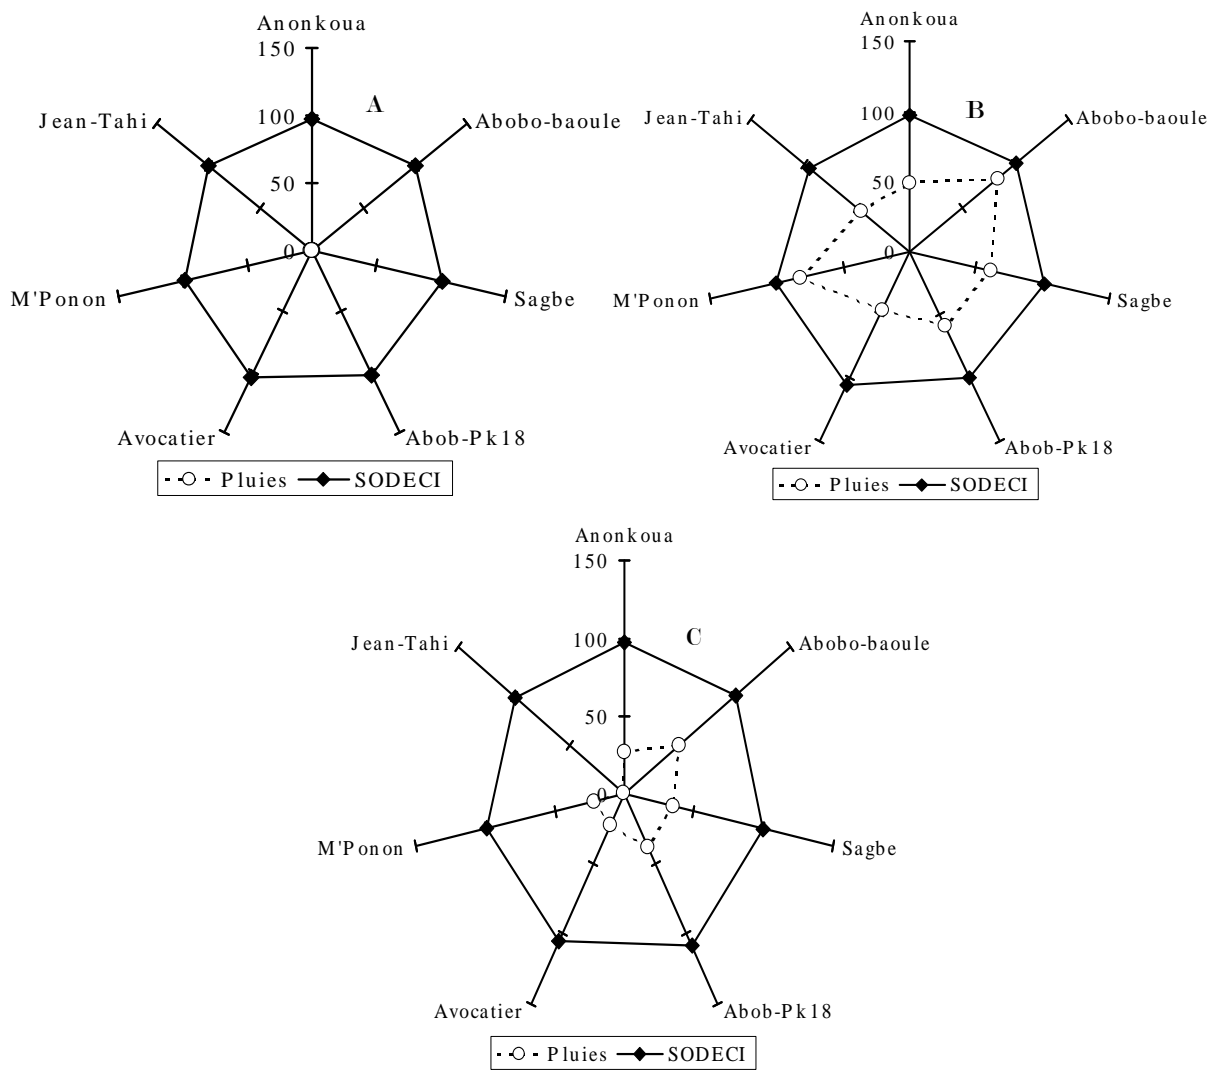 Anonkoua
150
A
100
Jean-Tahi
Abobo-baoule
50
0
M'Ponon
Sagbe
Avocatier
Abob-Pk18
Pluies SODECI
Anonkoua
150
B
100
Jean-Tahi
Abobo-baoule
50
0
M'Ponon
Sagbe
Avocatier
Abob-Pk18
Pluies SODECI
Anonkoua
150
C
100
Jean-Tahi
Abobo-baoule
50
0
M'Ponon
Sagbe
Avocatier
Abob-Pk18
Pluies SODECI